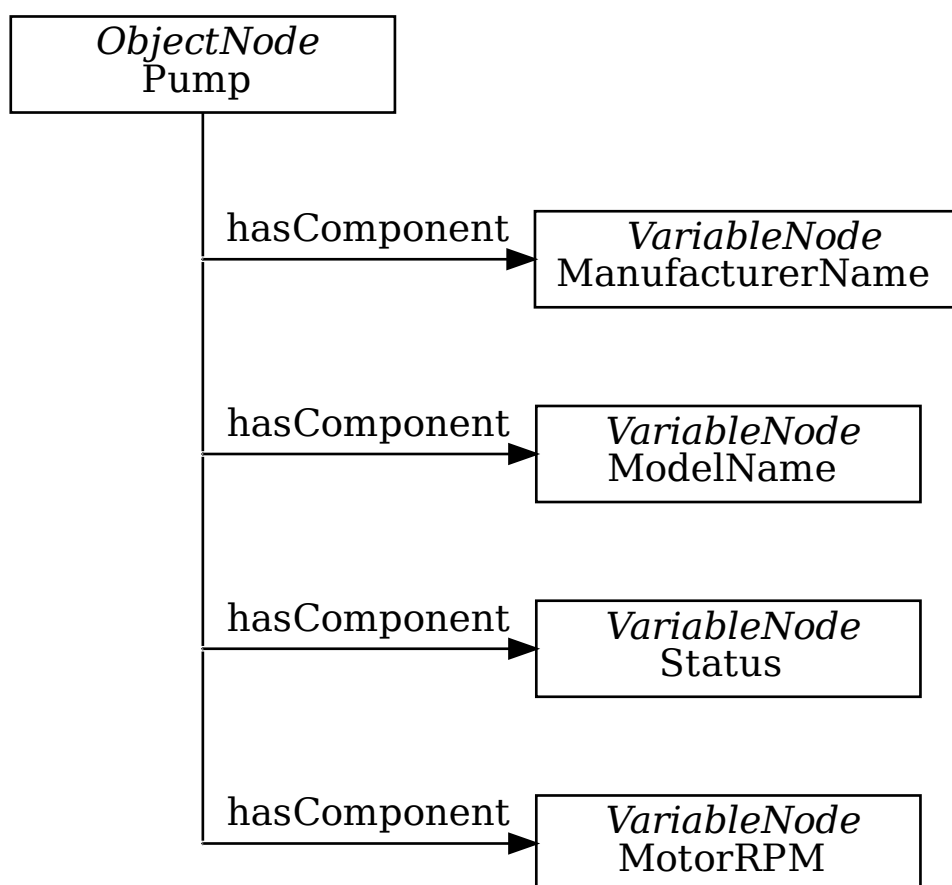 ObjectNode
Pump
hasComponent
VariableNode
ManufacturerName
hasComponent
VariableNode
ModelName
hasComponent
VariableNode
Status
hasComponent
VariableNode
MotorRPM